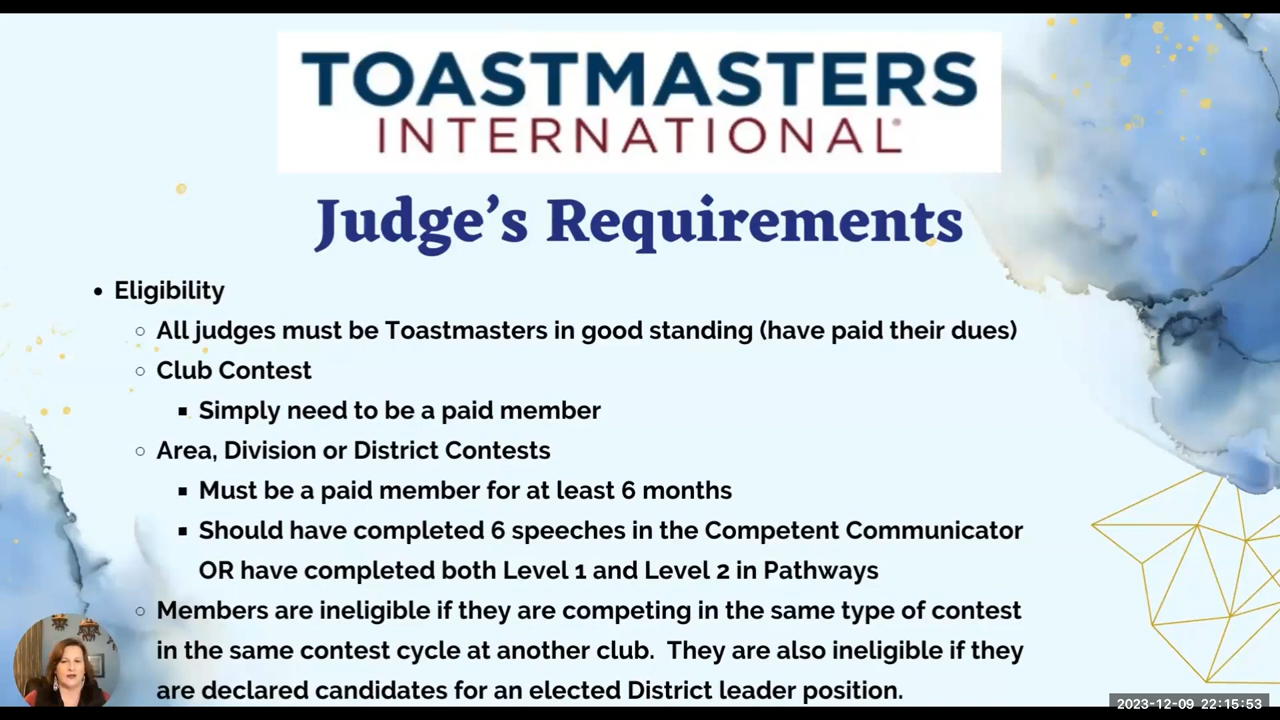 TOASTMASTERS
INTERNATIONAL®
Judge's Requirements
• Eligibility
○ All judges must be Toastmasters in good standing (have paid their dues)
○ Club Contest
▪ Simply need to be a paid member
○ Area, Division or District Contests
▪ Must be a paid member for at least 6 months
▪ Should have completed 6 speeches in the Competent Communicator
OR have completed both Level 1 and Level 2 in Pathways
○ Members are ineligible if they are competing in the same type of contest
in the same contest cycle at another club. They are also ineligible if they
are declared candidates for an elected District leader position.
2023-12-09 22:15:53